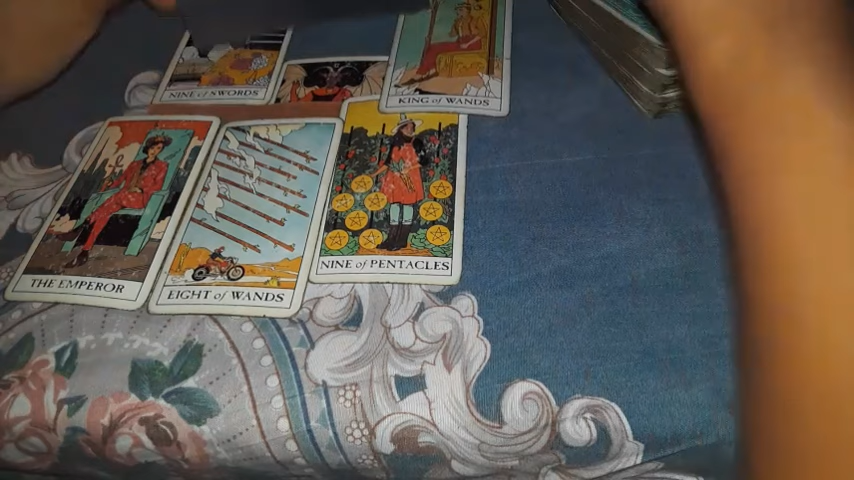 NINE of SWORDS
KING of WANDS
THE EMPEROR
EIGHT of WANDS
NINE of PENTACLES